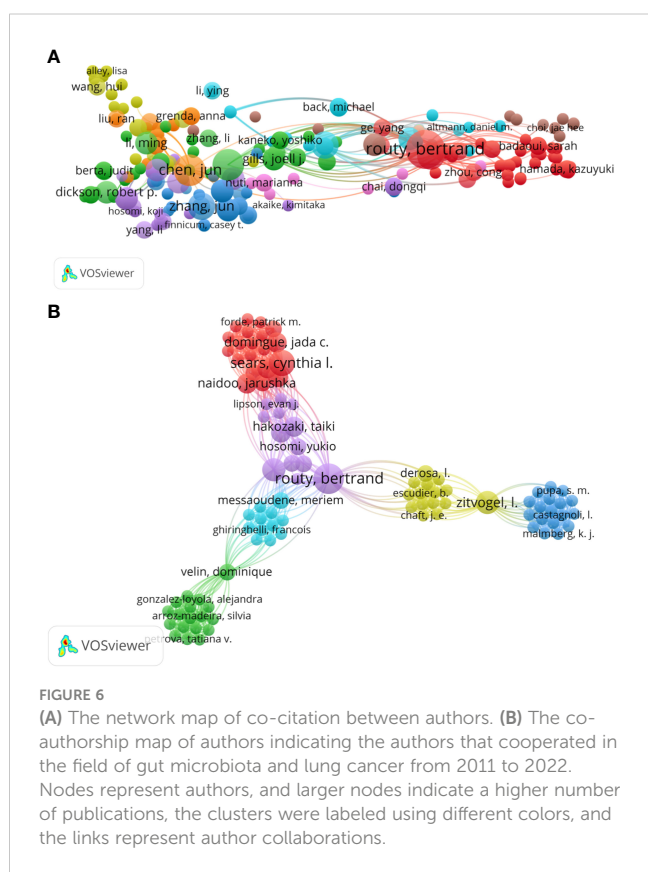 A
alley, lisa
wang, hui
li, ying
back, michael
liu, ran
grenda, anna
ge, yang
altmann, daniel m.
choi, jae hee
li, ming
zhang, li
kaneko, yoshiko
routy, bertrand
badaqui, sarah
berta, judit
chen, jun
gills, joell j.
zhou, cong
hamada, kazuyuki
dickson, robert p.
nuti, marianna
chai, dongqi
hosomi, koji
zhang, jun
akaike, kimitaka
yang, li
finnicum, casey t.
VOSviewer
B
forde, patrick m.
domingue, jada c.
sears, cynthia l.
naidoo, jarushka
lipson, evan j.
hakozaki, taiki
hosomi, yukio
routy, bertrand
derosa, l.
escudier, b.
zitvogel, l.
pupa, s. m.
messaoudene, meriem
castagnoli, l.
chaft, j. e.
ghiringhelli, francois
malmberg, k. j.
velin, dominique
gonzalez-loyola, alejandra
arroz-madeira, silvia
petrova, tatiana v.
VOSviewer
FIGURE 6
(A) The network map of co-citation between authors. (B) The co-
authorship map of authors indicating the authors that cooperated in
the field of gut microbiota and lung cancer from 2011 to 2022.
Nodes represent authors, and larger nodes indicate a higher number
of publications, the clusters were labeled using different colors, and
the links represent author collaborations.